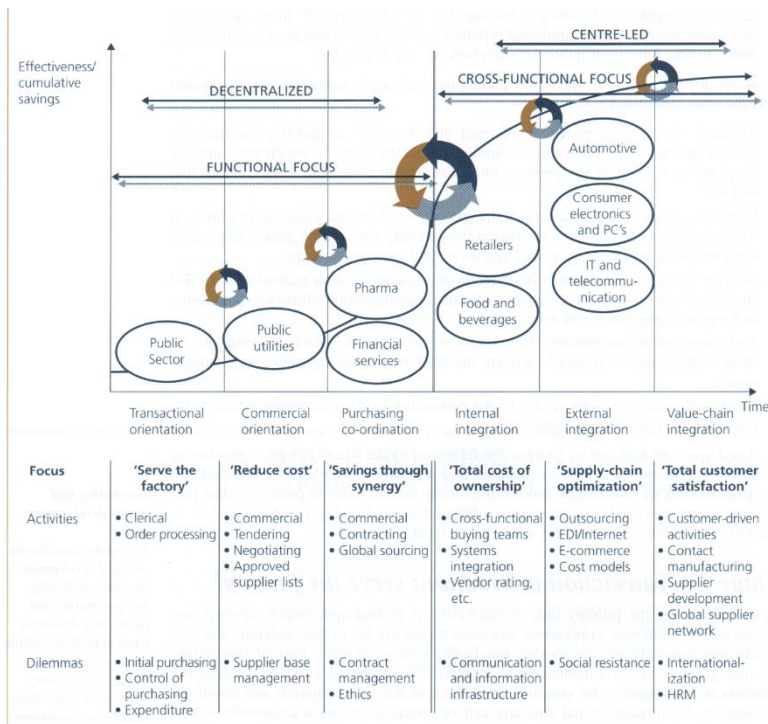 CENTRE-LED
Effectiveness/
cumulative
savings
CROSS-FUNCTIONAL FOCUS
DECENTRALIZED
Automotive
FUNCTIONAL FOCUS
Consumer
electronics
and PC's
Retailers
IT and
telecommu-
nication
Pharma
Food and
beverages
Public
Sector
Public
utilities
Financial
services
Time
Transactional
orientation
Commercial
orientation
Purchasing
co-ordination
Internal
integration
External
integration
Value-chain
integration
Focus
'Serve the
factory'
'Reduce cost'
'Savings through
synergy'
'Total cost of
ownership'
'Supply-chain
optimization'
'Total customer
satisfaction'
Activities
• Clerical
• Order processing
• Commercial
• Tendering
• Negotiating
• Approved
supplier lists
• Commercial
• Contracting
• Global sourcing
• Cross-functional
buying teams
• Systems
integration
• Vendor rating,
etc.
• Outsourcing
• EDI/Internet
• E-commerce
• Cost models
• Customer-driven
activities
• Contact
manufacturing
• Supplier
development
• Global supplier
network
Dilemmas
• Initial purchasing
• Control of
purchasing
• Expenditure
• Supplier base
management
• Contract
management
• Ethics
• Communication
and information
infrastructure
• Social resistance
• International-
ization
• HRM